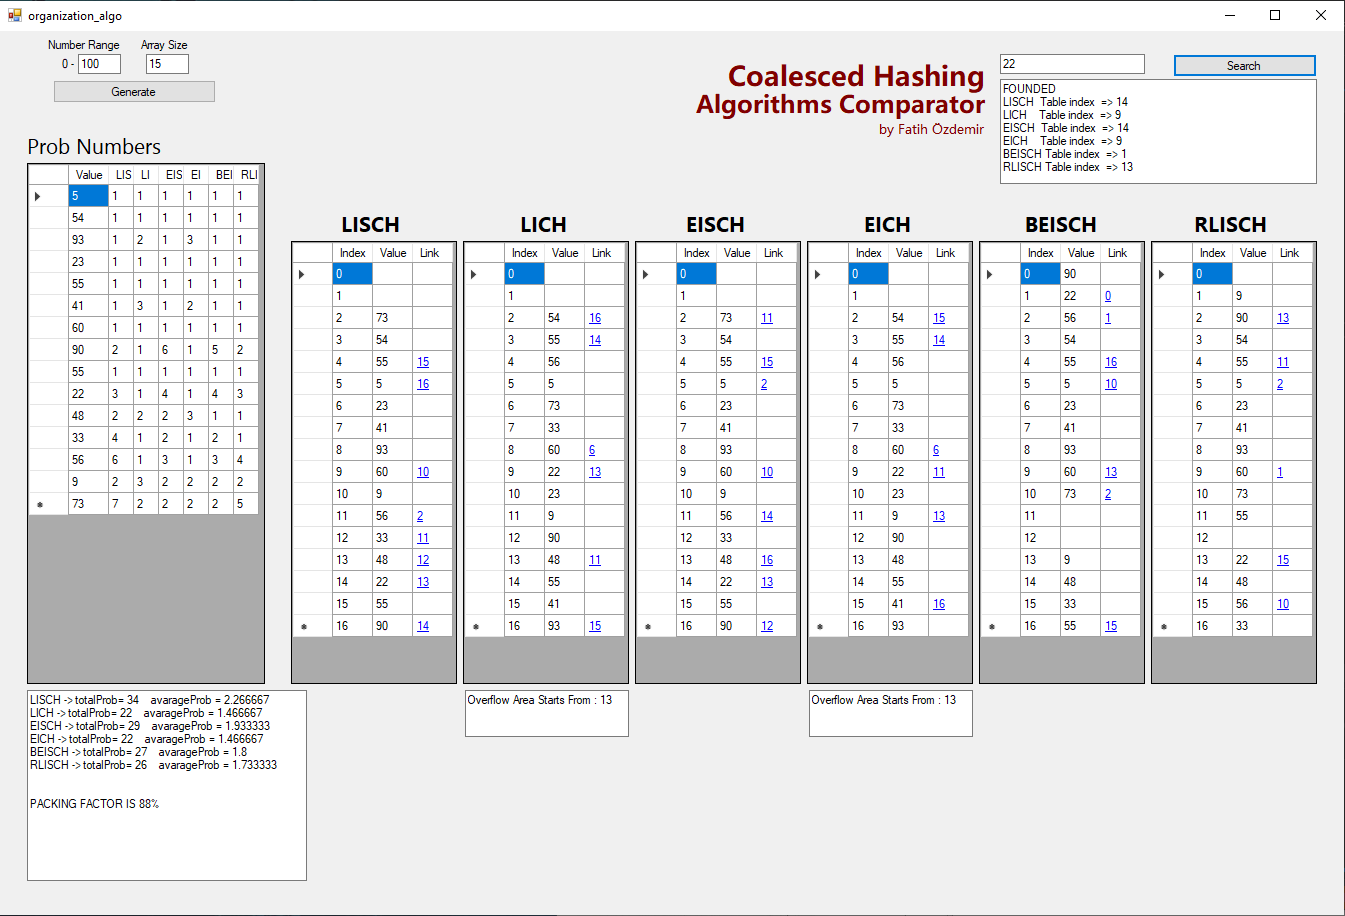 organization_algo
Number Range Array Size
0 - 100 15
Generate
Coalesced Hashing
Algorithms Comparator
by Fatih Özdemir
22 Search
FOUNDED
LISCH Table index => 14
LICH Table index => 9
EISCH Table index => 14
EICH Table index => 9
BEISCH Table index => 1
RLISCH Table index => 13
Prob Numbers
Value LIS LI EIS EI BEI RLI
5 1 1 1 1 1 1
54 1 1 1 1 1 1
93 1 2 1 3 1 1
23 1 1 1 1 1 1
55 1 1 1 1 1 1
41 1 3 1 2 1 1
60 1 1 1 1 1 1
90 2 1 6 1 5 2
55 1 1 1 1 1 1
22 3 1 4 1 4 3
48 2 2 2 3 1 1
33 4 1 2 1 2 1
56 6 1 3 1 3 4
9 2 3 2 2 2 2
73 7 2 2 2 2 5
LISCH
Index Value Link
0
1
2 73
3 54
4 55 15
5 5 16
6 23
7 41
8 93
9 60 10
10 9
11 56 2
12 33 11
13 48 12
14 22 13
15 55
16 90 14
LICH
Index Value Link
0
1
2 54 16
3 55 14
4 56
5 5
6 73
7 33
8 60 6
9 22 13
10 23
11 9
12 90
13 48 11
14 55
15 41
16 93 15
EISCH
Index Value Link
0
1
2 73 11
3 54
4 55 15
5 5 2
6 23
7 41
8 93
9 60 10
10 9
11 56 14
12 33
13 48 16
14 22 13
15 55
16 90 12
EICH
Index Value Link
0
1
2 54 15
3 55 14
4 56
5 5
6 73
7 33
8 60 6
9 22 11
10 23
11 9 13
12 90
13 48
14 55
15 41 16
16 93
BEISCH
Index Value Link
0 90
1 22 0
2 56 1
3 54
4 55 16
5 5 10
6 23
7 41
8 93
9 60 13
10 73 2
11
12
13 9
14 48
15 33
16 55 15
RLISCH
Index Value Link
0
1 9
2 90 13
3 54
4 55 11
5 5 2
6 23
7 41
8 93
9 60 1
10 73
11 55
12
13 22 15
14 48
15 56 10
16 33
LISCH -> totalProb= 34 avarageProb = 2.266667
LICH -> totalProb= 22 avarageProb = 1.466667
EISCH -> totalProb= 29 avarageProb = 1.933333
EICH -> totalProb= 22 avarageProb = 1.466667
BEISCH -> totalProb= 27 avarageProb = 1.8
RLISCH -> totalProb= 26 avarageProb = 1.733333
PACKING FACTOR IS 88%
Overflow Area Starts From : 13
Overflow Area Starts From : 13